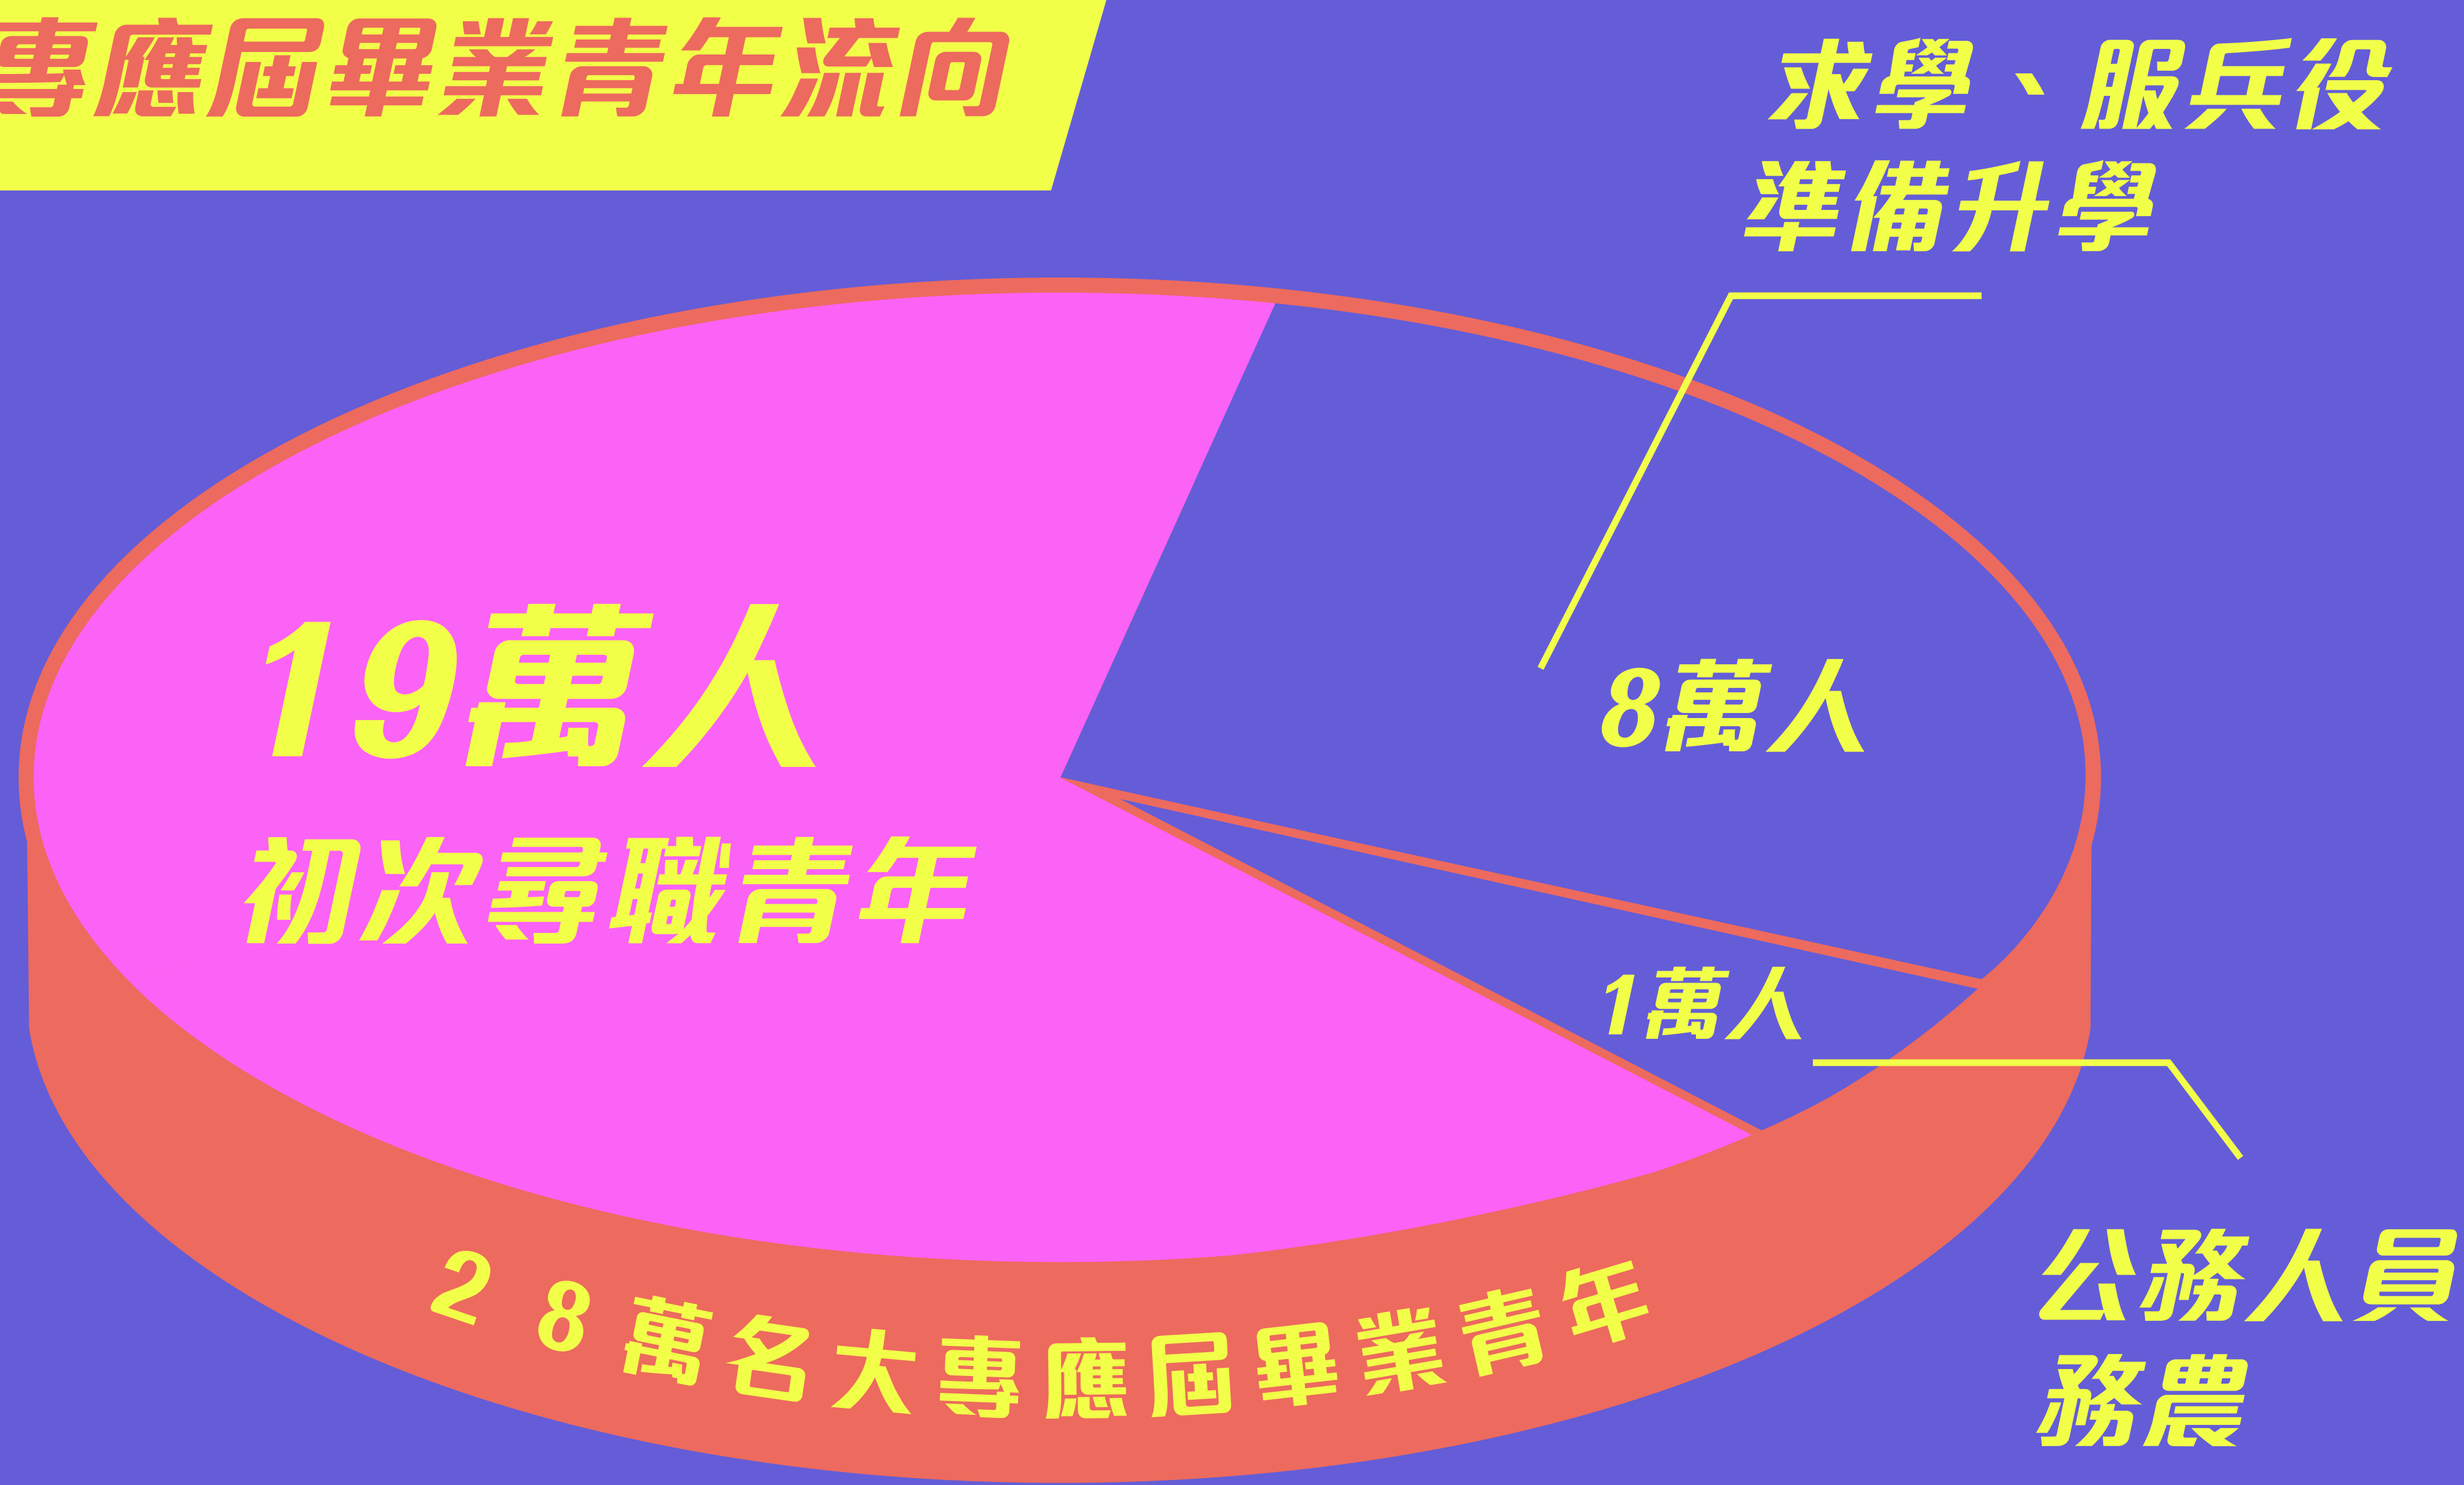 專應屆畢業青年流向
求學、服兵役
準備升學
19萬人
初次尋職青年
8萬人
1萬人
公務人員
務農
28萬名大專應屆畢業青年